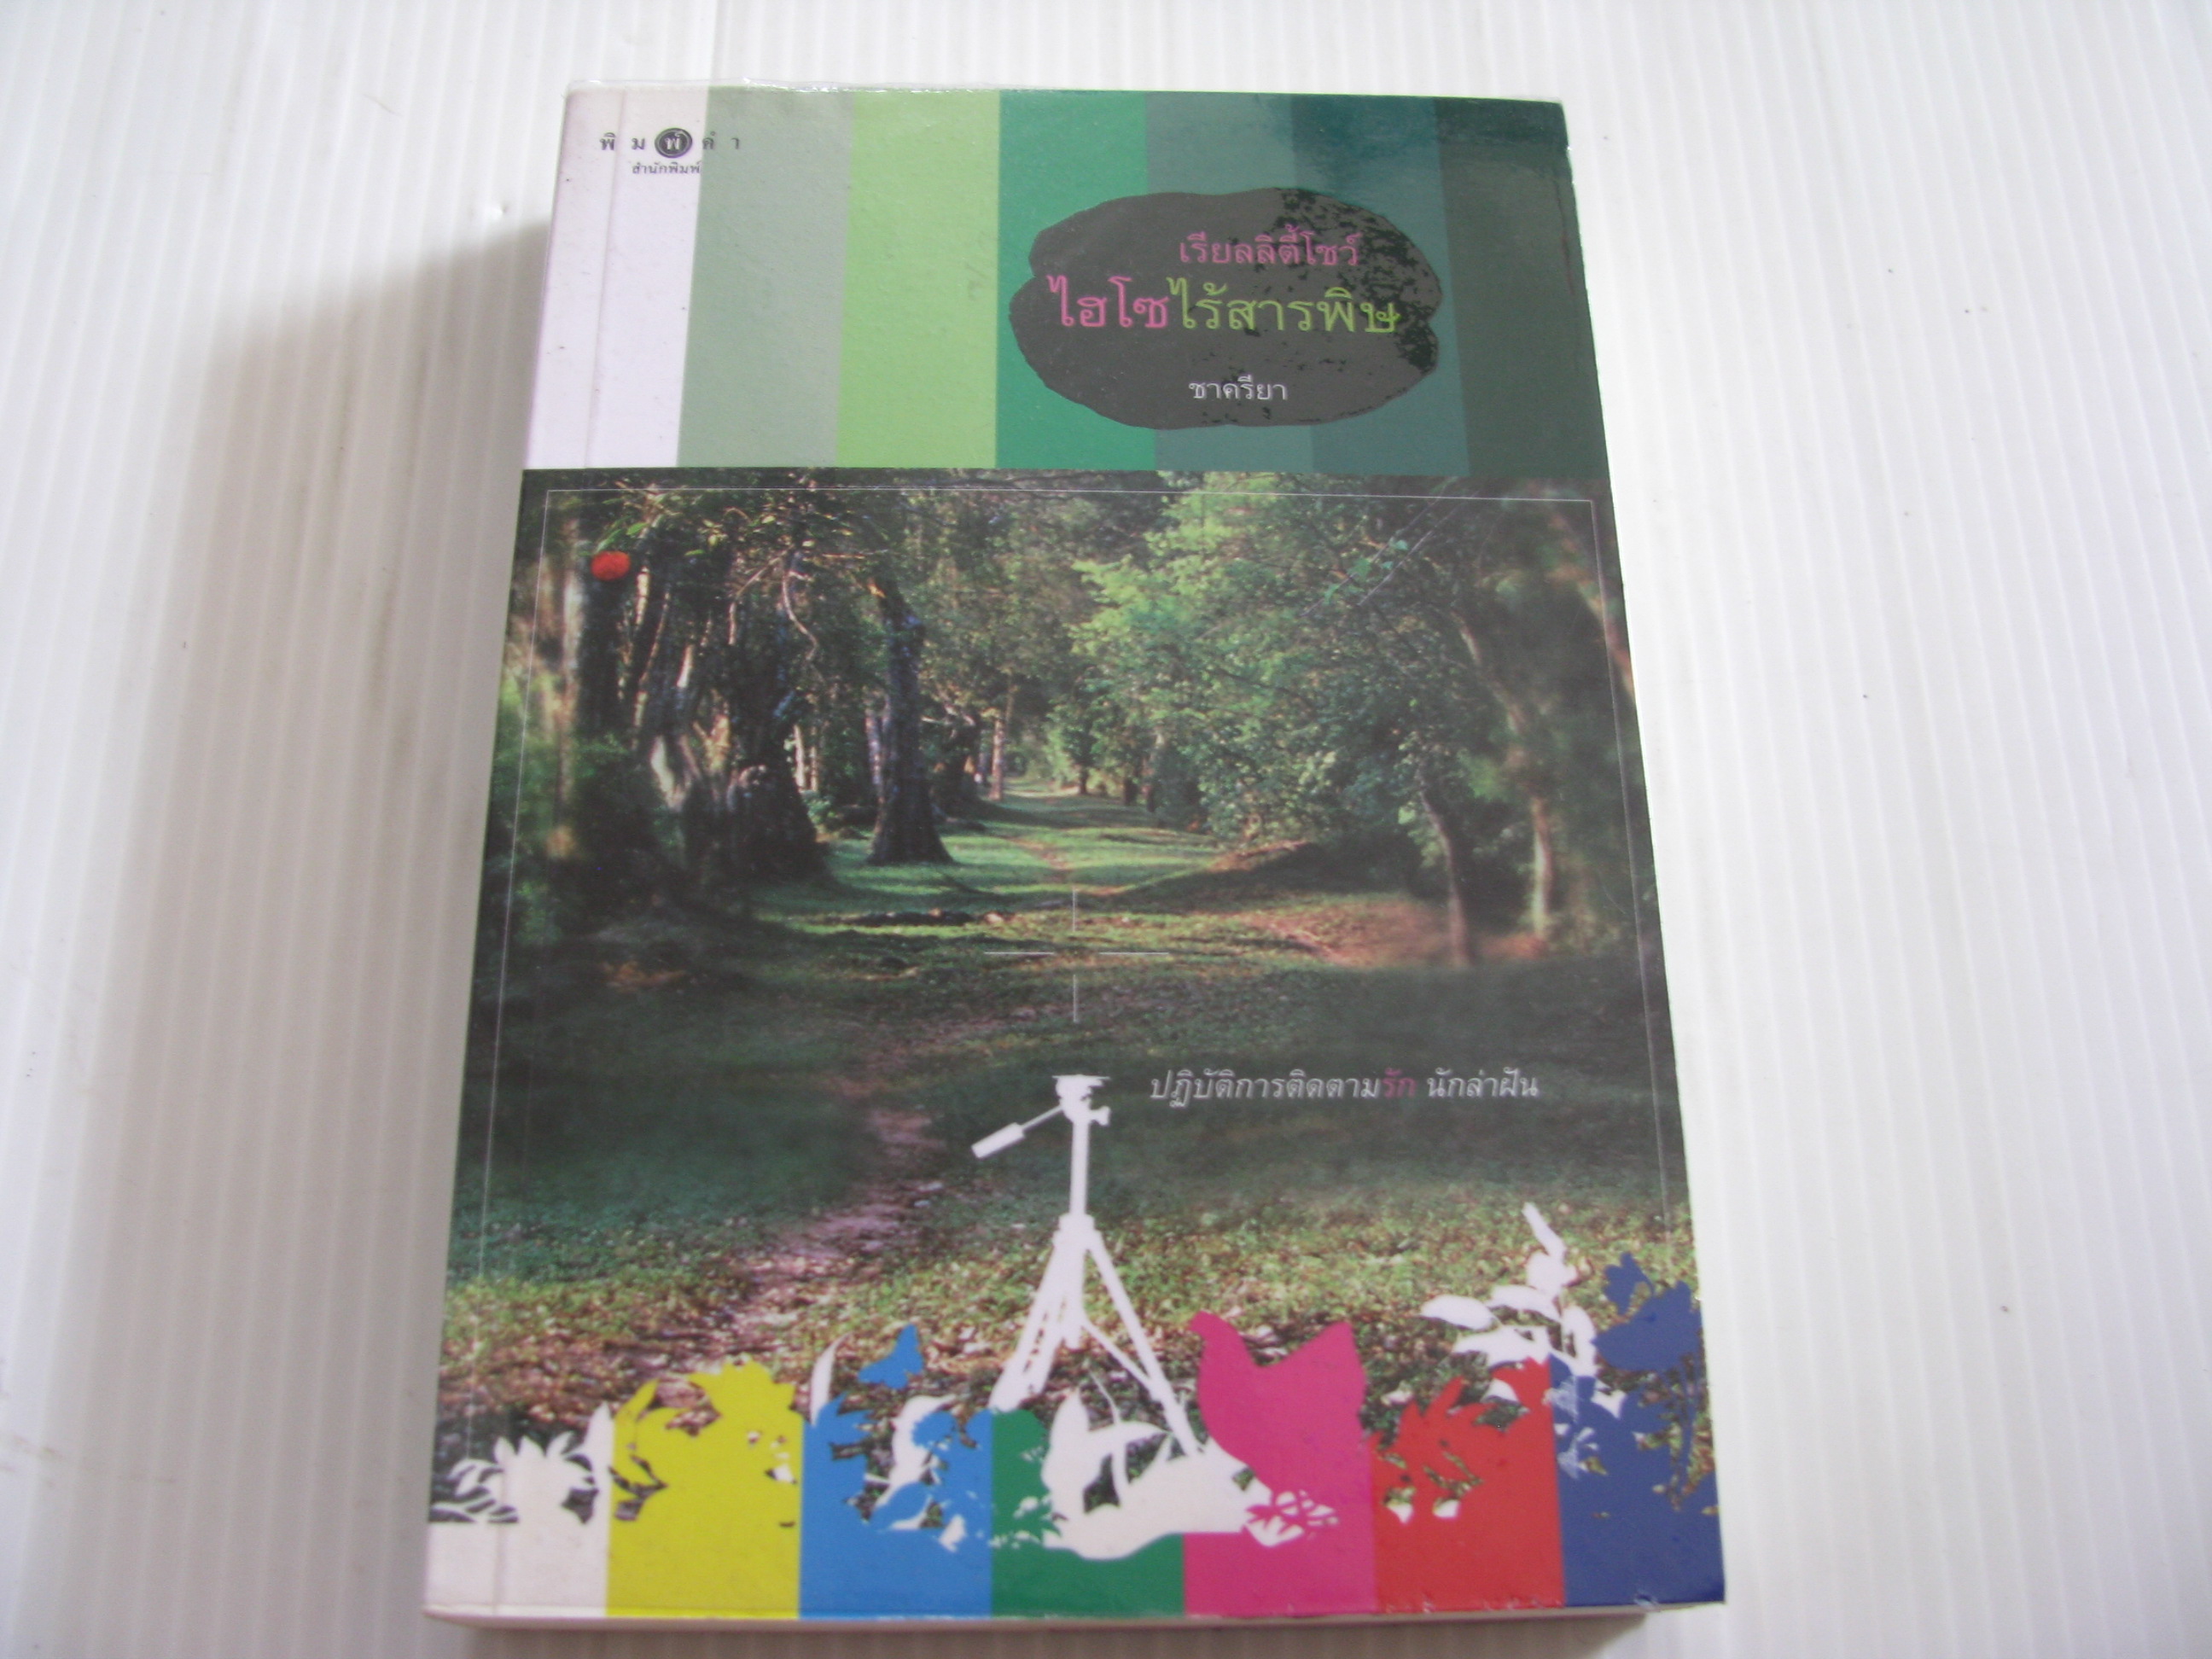 พิมพ์คำ
สำนักพิมพ์
เรียลลิตี้โชว์
ไฮโซไร้สารพิษ
ชาครียา
ปฏิบัติการติดตามรัก นักล่าฝัน